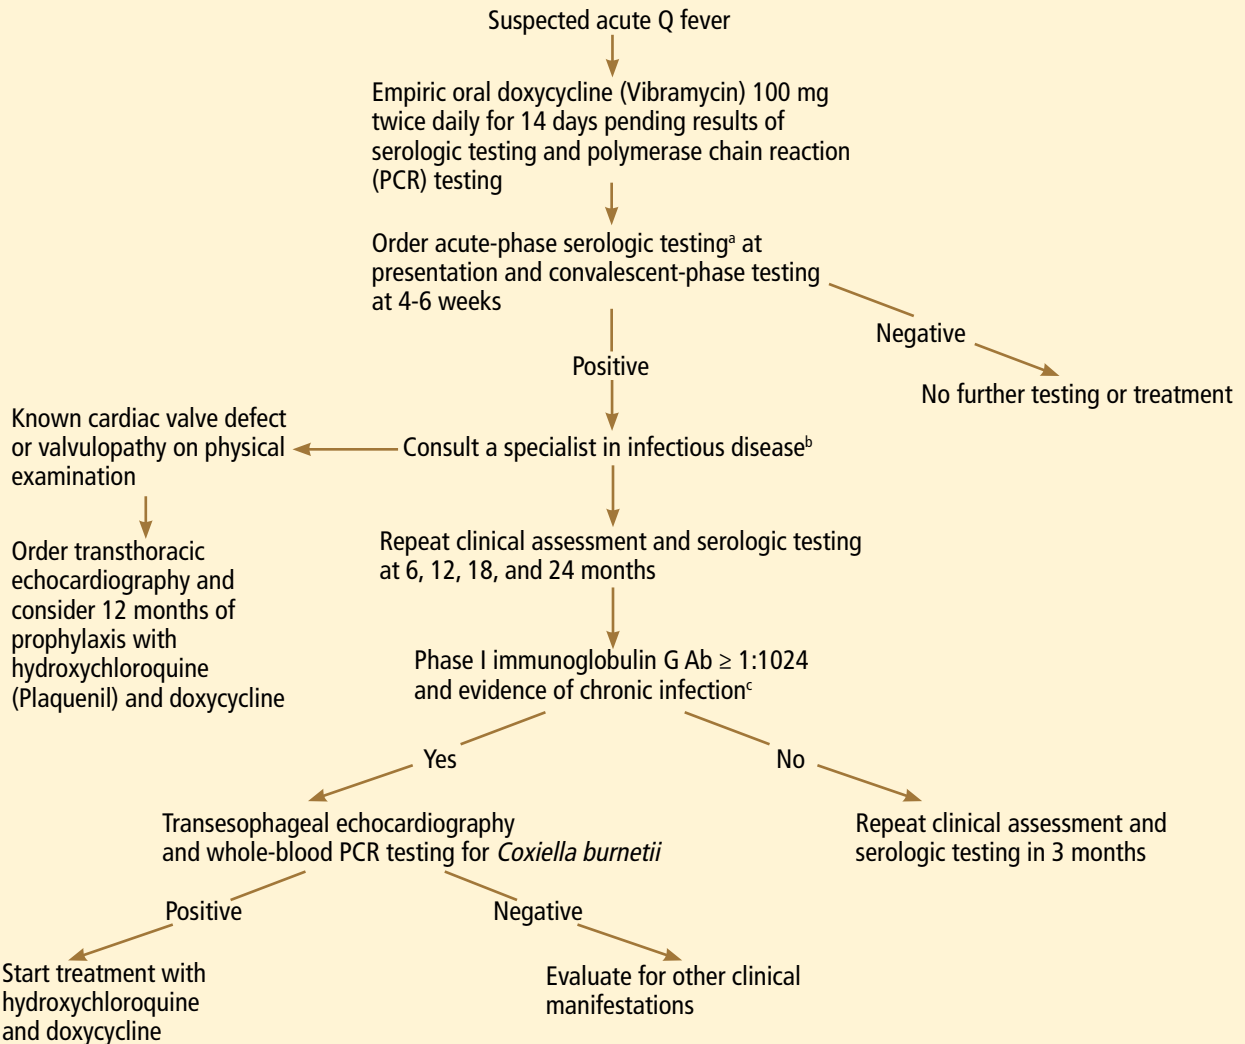 Suspected acute Q fever
Empiric oral doxycycline (Vibramycin) 100 mg
twice daily for 14 days pending results of
serologic testing and polymerase chain reaction
(PCR) testing
Order acute-phase serologic testingᵃ at
presentation and convalescent-phase testing
at 4-6 weeks
Negative
No further testing or treatment
Positive
Consult a specialist in infectious diseaseᵇ
Known cardiac valve defect
or valvulopathy on physical
examination
Order transthoracic
echocardiography and
consider 12 months of
prophylaxis with
hydroxychloroquine
(Plaquenil) and doxycycline
Repeat clinical assessment and serologic testing
at 6, 12, 18, and 24 months
Phase I immunoglobulin G Ab ≥ 1:1024
and evidence of chronic infectionᶜ
Yes
No
Transesophageal echocardiography
and whole-blood PCR testing for Coxiella burnetii
Repeat clinical assessment and
serologic testing in 3 months
Positive
Negative
Start treatment with
hydroxychloroquine
and doxycycline
Evaluate for other clinical
manifestations